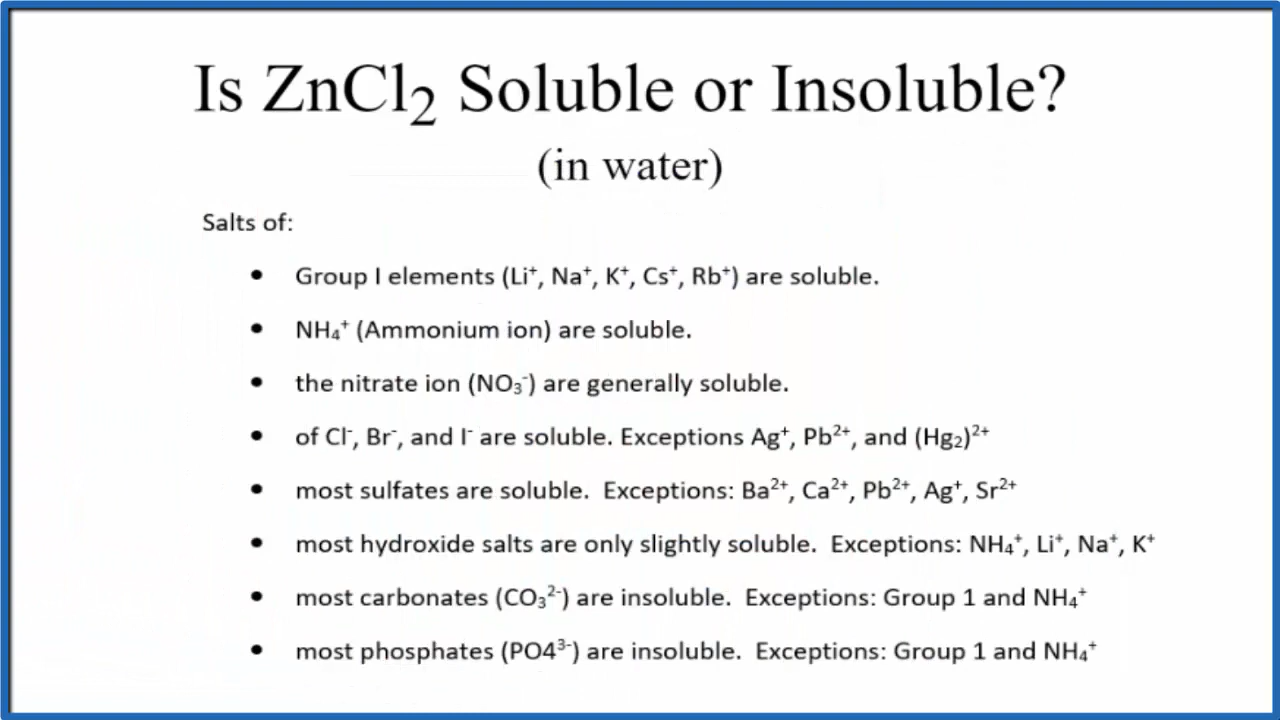 Is ZnCl₂ Soluble or Insoluble?
(in water)
Salts of:
• Group I elements (Li⁺, Na⁺, K⁺, Cs⁺, Rb⁺) are soluble.
• NH₄⁺ (Ammonium ion) are soluble.
• the nitrate ion (NO₃⁻) are generally soluble.
• of Cl⁻, Br⁻, and I⁻ are soluble. Exceptions Ag⁺, Pb²⁺, and (Hg₂)²⁺
• most sulfates are soluble.  Exceptions: Ba²⁺, Ca²⁺, Pb²⁺, Ag⁺, Sr²⁺
• most hydroxide salts are only slightly soluble.  Exceptions: NH₄⁺, Li⁺, Na⁺, K⁺
• most carbonates (CO₃²⁻) are insoluble.  Exceptions: Group 1 and NH₄⁺
• most phosphates (PO4³⁻) are insoluble.  Exceptions: Group 1 and NH₄⁺